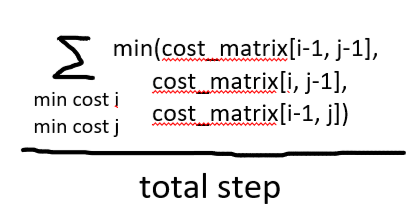 ∑ min(cost_matrix[i-1, j-1],
cost_matrix[i, j-1],
min cost j
cost_matrix[i-1, j])
min cost j
total step